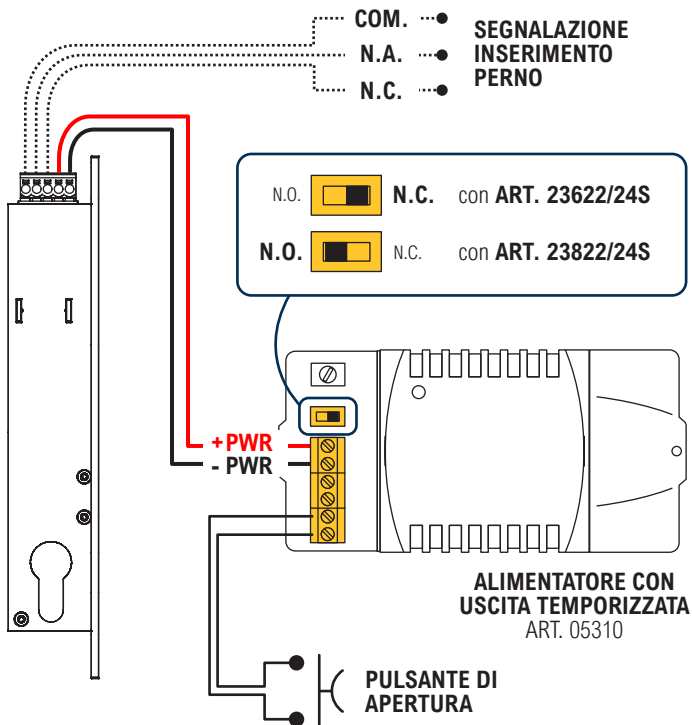 COM.
N.A.
N.C.
SEGNALAZIONE
INSERIMENTO
PERNO
N.O. N.C. con ART. 23622/24S
N.O. N.C. con ART. 23822/24S
+PWR
- PWR
ALIMENTATORE CON
USCITA TEMPORIZZATA
ART. 05310
PULSANTE DI
APERTURA